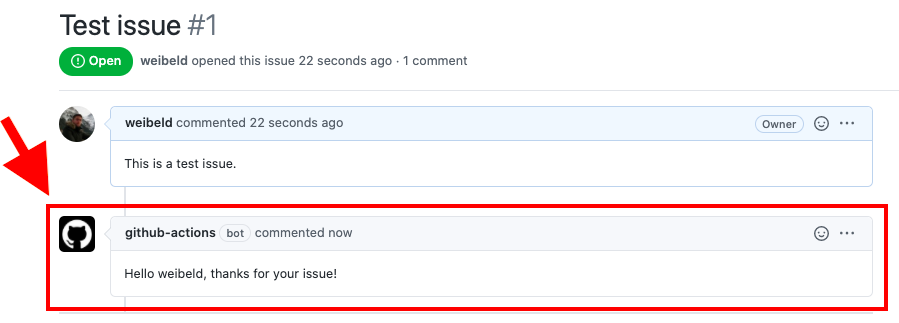 Test issue #1
Open weibeld opened this issue 22 seconds ago · 1 comment
weibeld commented 22 seconds ago Owner
This is a test issue.
github-actions bot commented now
Hello weibeld, thanks for your issue!